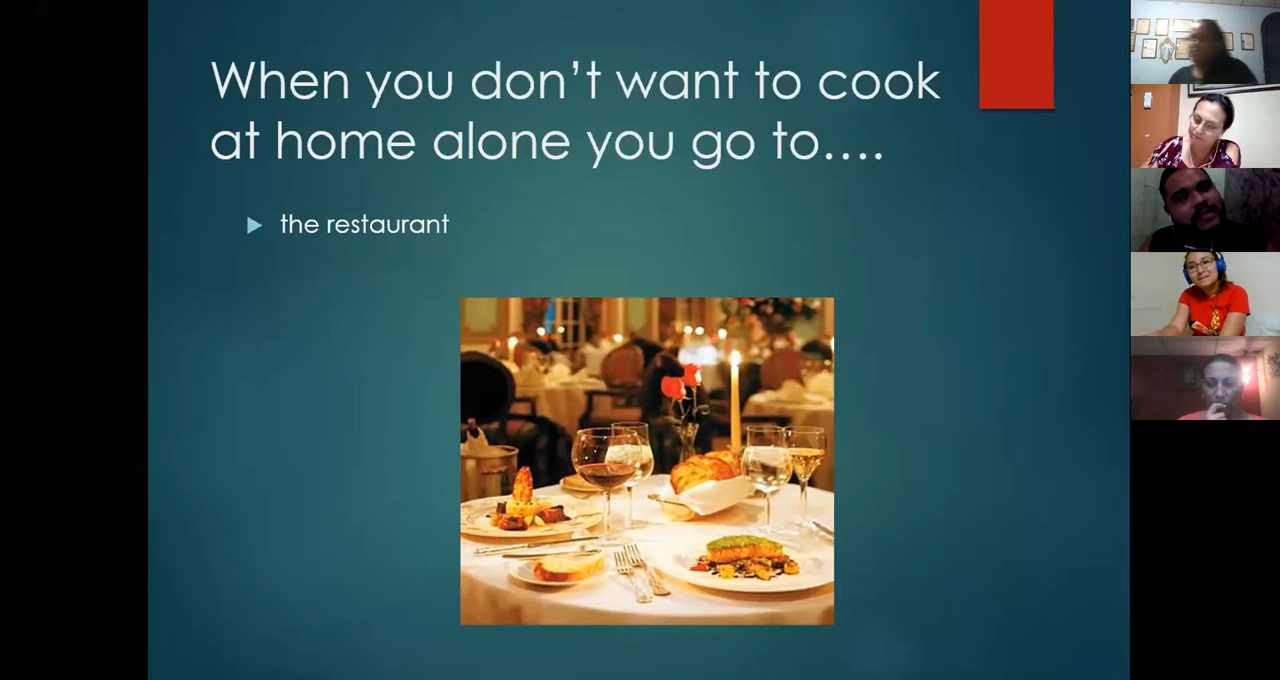 When you don’t want to cook
at home alone you go to….
the restaurant